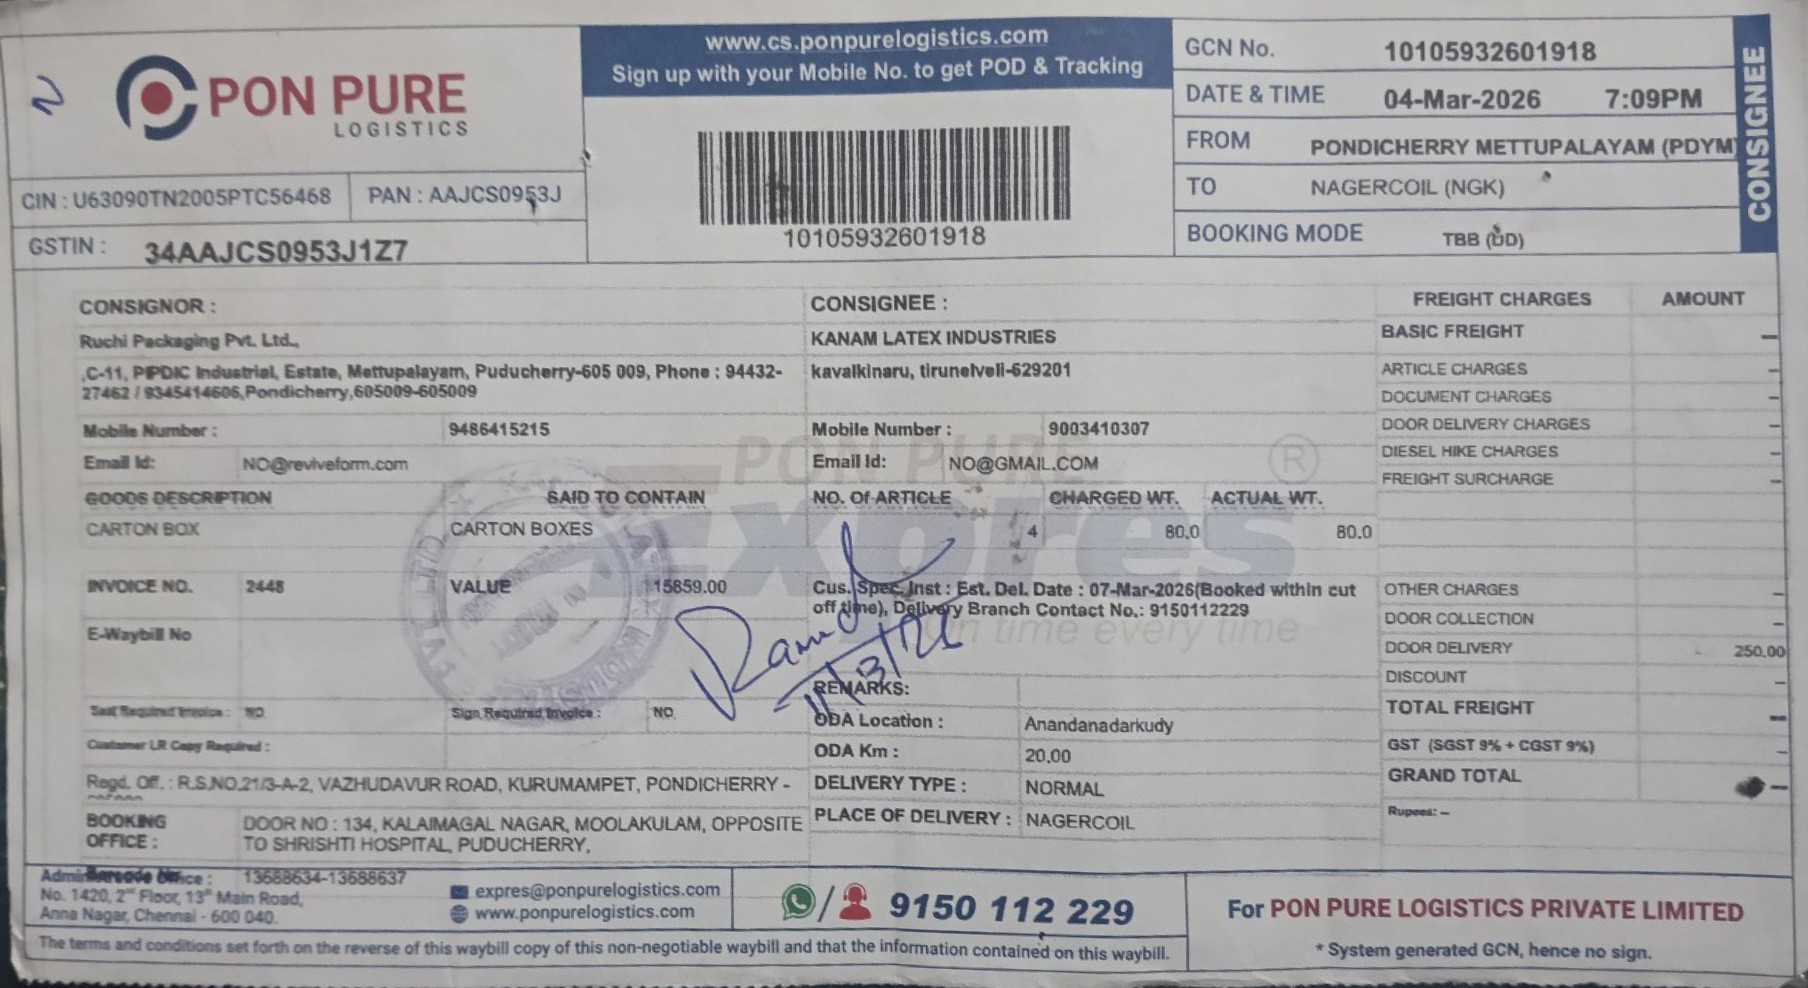 PON PURE
LOGISTICS
CIN : U63090TN2005PTC56468
PAN : AAJCS0953J
GSTIN : 34AAJCS0953J1Z7
www.cs.ponpurelogistics.com
Sign up with your Mobile No. to get POD & Tracking
10105932601918
GCN No. 10105932601918
DATE & TIME 04-Mar-2026 7:09PM
FROM PONDICHERRY METTUPALAYAM (PDYM
TO NAGERCOIL (NGK)
BOOKING MODE TBB (DD)
CONSIGNEE
CONSIGNOR :
Ruchi Packaging Pvt. Ltd.,
,C-11, PIPDIC Industrial, Estate, Mettupalayam, Puducherry-605 009, Phone : 94432-
27462 / 9345414606,Pondicherry,605009-605009
Mobile Number : 9486415215
Email Id: NO@reviveform.com
CONSIGNEE :
KANAM LATEX INDUSTRIES
kavalkinaru, tirunelveli-629201
Mobile Number : 9003410307
Email Id: NO@GMAIL.COM
PON PURE
Expres
On time every time
GOODS DESCRIPTION SAID TO CONTAIN NO. Of ARTICLE CHARGED WT. ACTUAL WT.
CARTON BOX CARTON BOXES 4 80.0 80.0
INVOICE NO. 2448 VALUE 15859.00
E-Waybill No
Cus. Spec. Inst : Est. Del. Date : 07-Mar-2026(Booked within cut
off time), Delivery Branch Contact No.: 9150112229
11/3/26
Seal Required Invoice : NO
Sign Required Invoice : NO
Customer LR Copy Required :
REMARKS:
ODA Location : Anandanadarkudy
ODA Km : 20.00
DELIVERY TYPE : NORMAL
PLACE OF DELIVERY : NAGERCOIL
Regd. Off. : R.S.NO.21/3-A-2, VAZHUDAVUR ROAD, KURUMAMPET, PONDICHERRY -
BOOKING
OFFICE :
DOOR NO : 134, KALAIMAGAL NAGAR, MOOLAKULAM, OPPOSITE
TO SHRISHTI HOSPITAL, PUDUCHERRY,
FREIGHT CHARGES AMOUNT
BASIC FREIGHT –
ARTICLE CHARGES –
DOCUMENT CHARGES –
DOOR DELIVERY CHARGES –
DIESEL HIKE CHARGES –
FREIGHT SURCHARGE –
OTHER CHARGES –
DOOR COLLECTION –
DOOR DELIVERY 250.00
DISCOUNT –
TOTAL FREIGHT –
GST (SGST 9% + CGST 9%) –
GRAND TOTAL –
Rupees: –
13688634-13688637
No. 1420, 2nd Floor, 13th Main Road,
Anna Nagar, Chennai - 600 040.
expres@ponpurelogistics.com
www.ponpurelogistics.com
9150 112 229
For PON PURE LOGISTICS PRIVATE LIMITED
* System generated GCN, hence no sign.
The terms and conditions set forth on the reverse of this waybill copy of this non-negotiable waybill and that the information contained on this waybill.